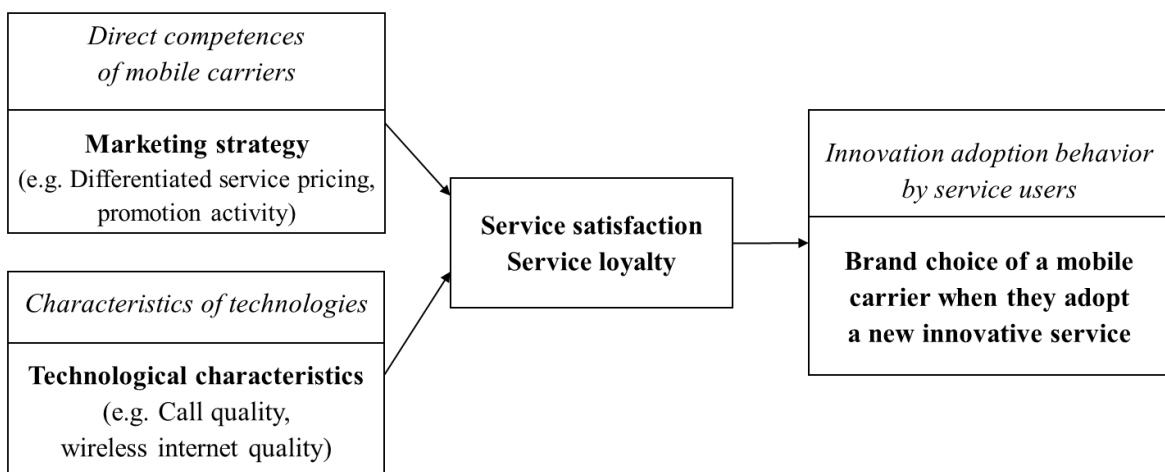 Direct competences
of mobile carriers
Marketing strategy
(e.g. Differentiated service pricing,
promotion activity)
Characteristics of technologies
Technological characteristics
(e.g. Call quality,
wireless internet quality)
Service satisfaction
Service loyalty
Innovation adoption behavior
by service users
Brand choice of a mobile
carrier when they adopt
a new innovative service